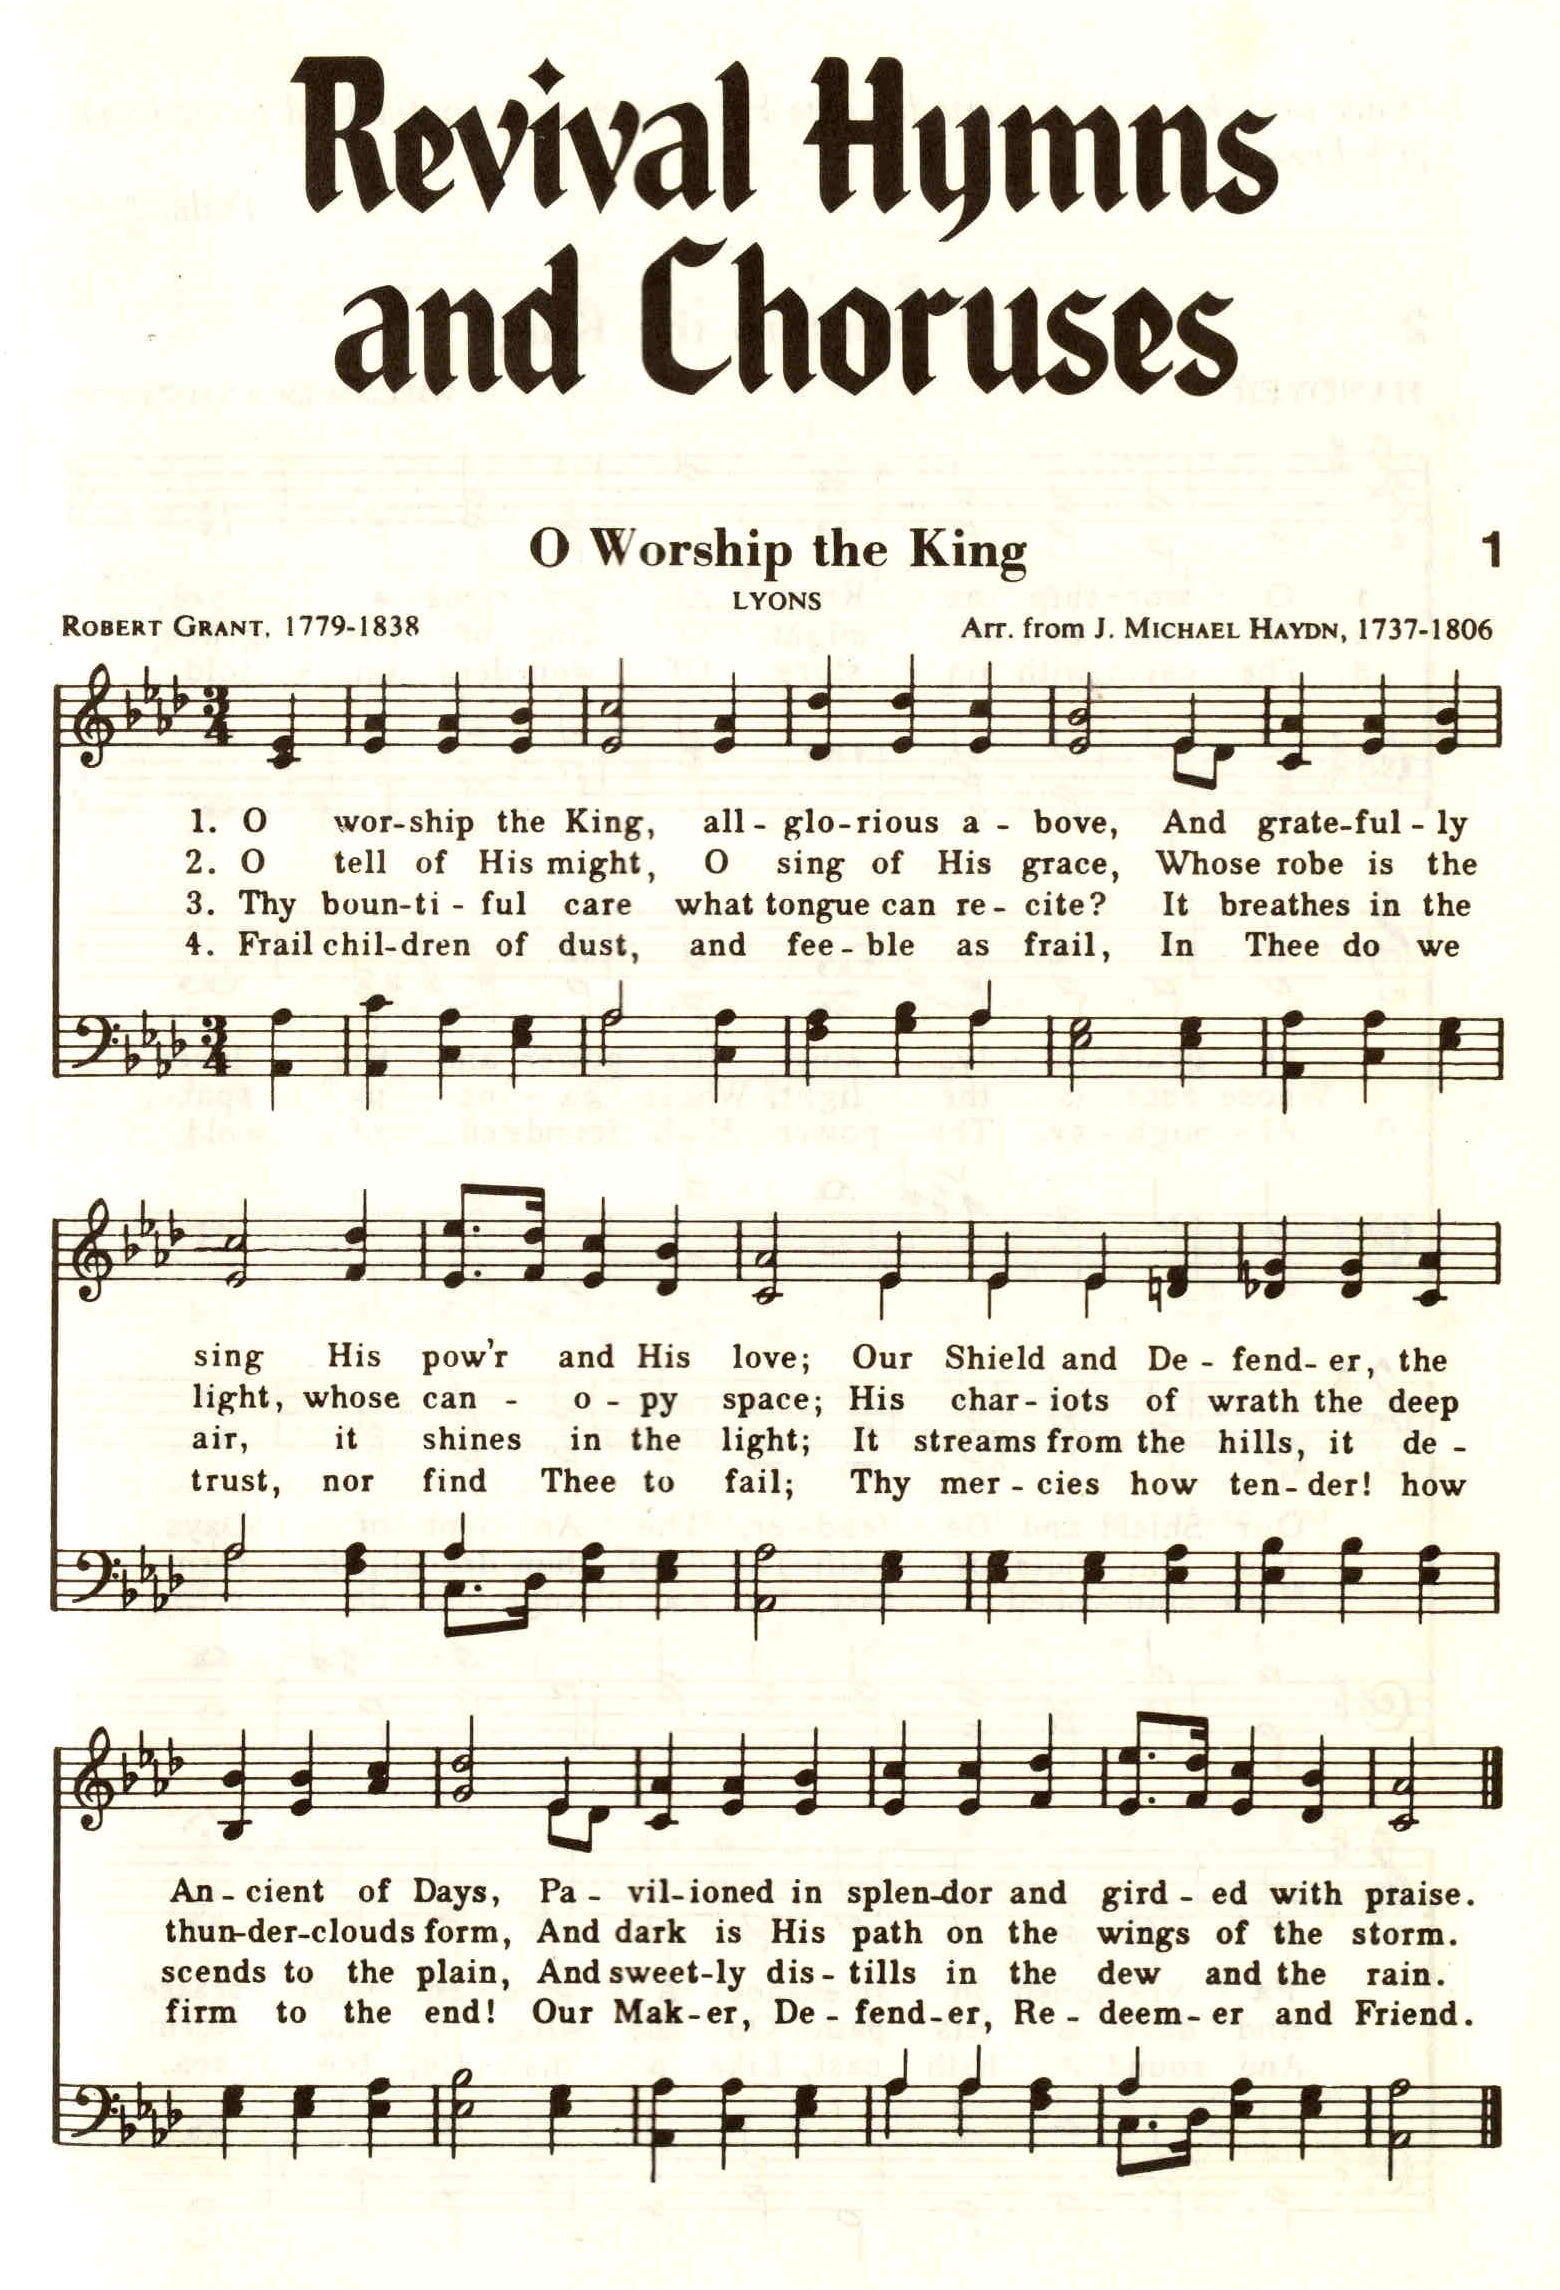 Revival Hymns
and Choruses
O Worship the King 1
LYONS
ROBERT GRANT, 1779-1838 Arr. from J. MICHAEL HAYDN, 1737-1806
1. O wor-ship the King, all - glo-rious a - bove, And grate-ful - ly
2. O tell of His might, O sing of His grace, Whose robe is the
3. Thy boun-ti - ful care what tongue can re - cite? It breathes in the
4. Frail chil-dren of dust, and fee - ble as frail, In Thee do we
sing His pow'r and His love; Our Shield and De - fend- er, the
light, whose can - o - py space; His char- iots of wrath the deep
air, it shines in the light; It streams from the hills, it de -
trust, nor find Thee to fail; Thy mer - cies how ten- der! how
An - cient of Days, Pa - vil-ioned in splen-dor and gird - ed with praise.
thun-der-clouds form, And dark is His path on the wings of the storm.
scends to the plain, And sweet-ly dis - tills in the dew and the rain.
firm to the end! Our Mak-er, De - fend-er, Re - deem- er and Friend.